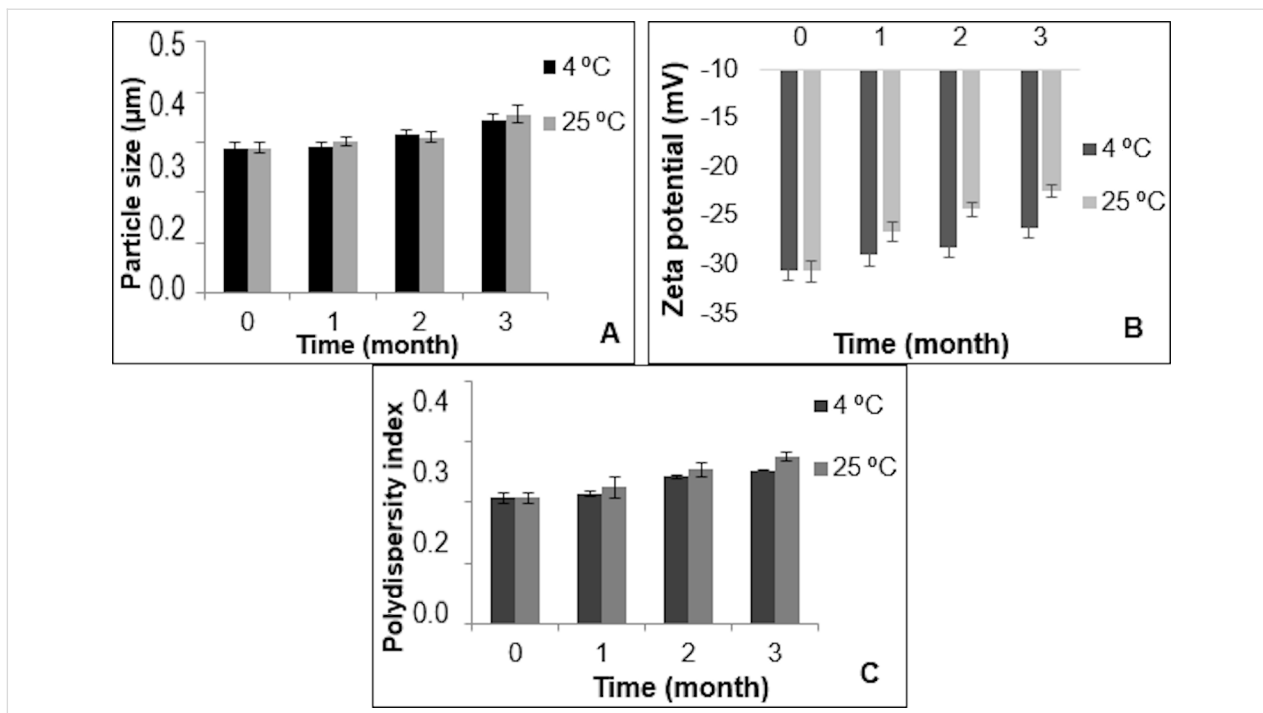 0.5
0.4
0.3
0.2
0.0
Particle size (µm)
4 ºC
25 ºC
0 1 2 3
Time (month)
A
0 1 2 3
-10
-15
-20
-25
-30
-35
Zeta potential (mV)
4 ºC
25 ºC
Time (month)
B
0.4
0.3
0.2
0.0
Polydispersity index
4 ºC
25 ºC
0 1 2 3
Time (month)
C